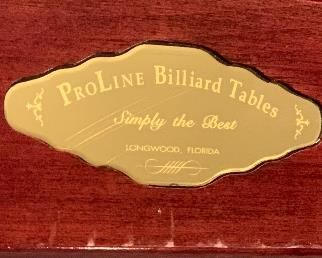 ProLine Billiard Tables
Simply the Best
Longwood, Florida